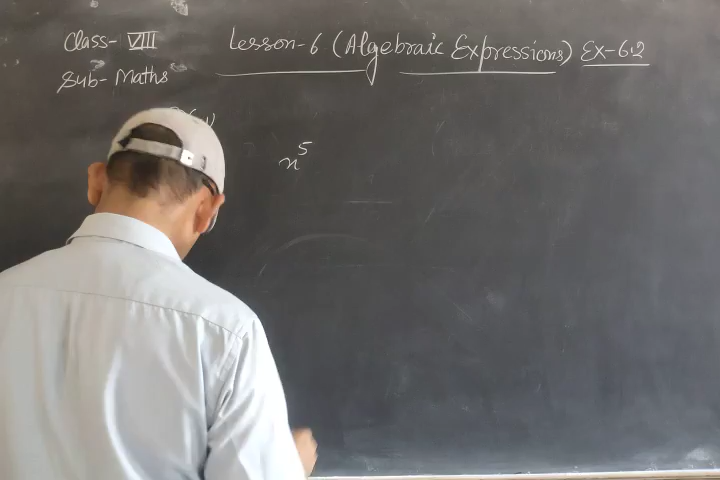 Class- VIII
Lesson-6 (Algebraic Expressions) Ex-6.2
Sub- Maths
x⁵